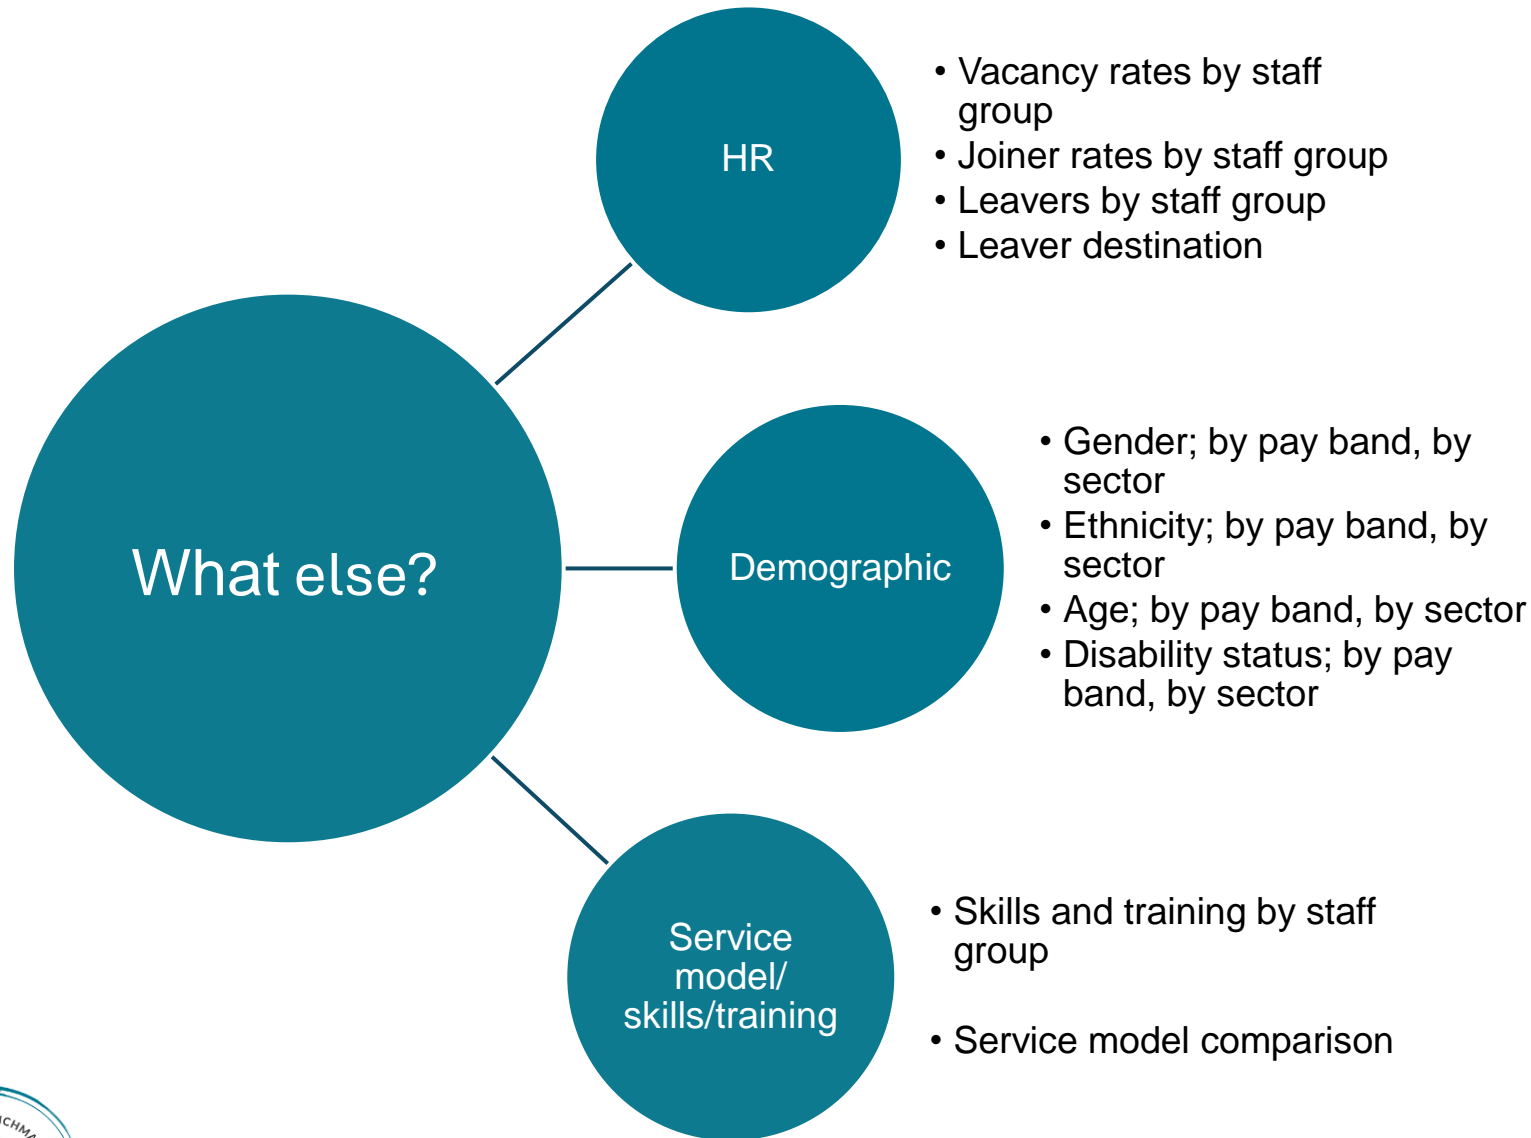 What else?
HR
• Vacancy rates by staff
group
• Joiner rates by staff group
• Leavers by staff group
• Leaver destination
Demographic
• Gender; by pay band, by
sector
• Ethnicity; by pay band, by
sector
• Age; by pay band, by sector
• Disability status; by pay
band, by sector
Service
model/
skills/training
• Skills and training by staff
group
• Service model comparison